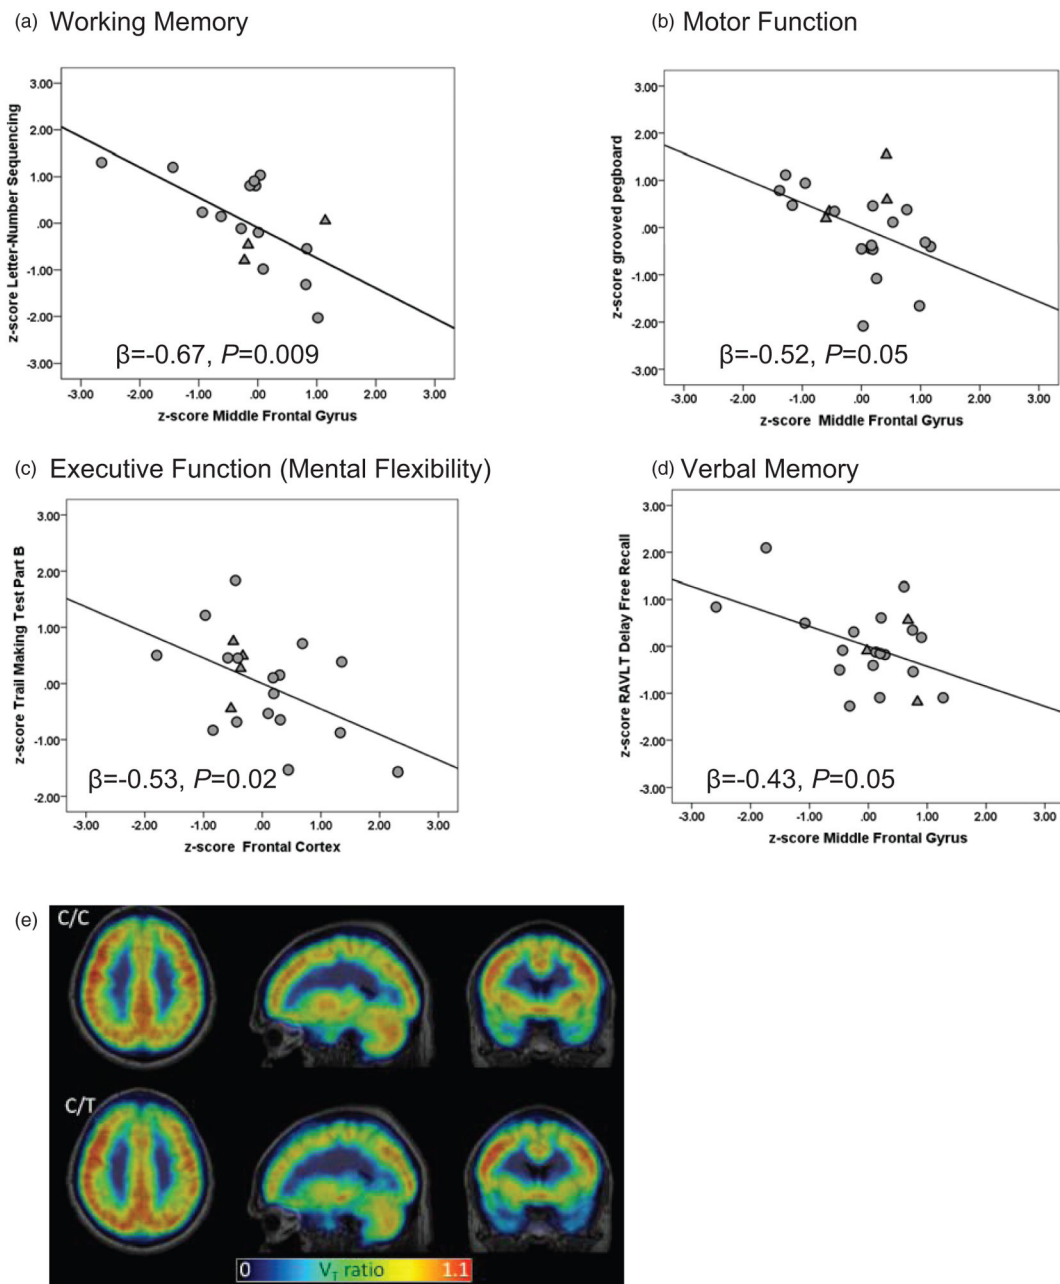 (a) Working Memory
z-score Letter-Number Sequencing
3.00
2.00
1.00
.00
-1.00
-2.00
-3.00
β=-0.67, P=0.009
-3.00 -2.00 -1.00 .00 1.00 2.00 3.00
z-score Middle Frontal Gyrus
(b) Motor Function
z-score grooved pegboard
3.00
2.00
1.00
.00
-1.00
-2.00
-3.00
β=-0.52, P=0.05
-3.00 -2.00 -1.00 .00 1.00 2.00 3.00
z-score Middle Frontal Gyrus
(c) Executive Function (Mental Flexibility)
z-score Trail Making Test Part B
3.00
2.00
1.00
.00
-1.00
-2.00
β=-0.53, P=0.02
-3.00 -2.00 -1.00 .00 1.00 2.00 3.00
z-score Frontal Cortex
(d) Verbal Memory
z-score RAVLT Delay Free Recall
3.00
2.00
1.00
.00
-1.00
-2.00
-3.00
β=-0.43, P=0.05
-3.00 -2.00 -1.00 .00 1.00 2.00 3.00
z-score Middle Frontal Gyrus
(e)
C/C
C/T
0 V_T ratio 1.1